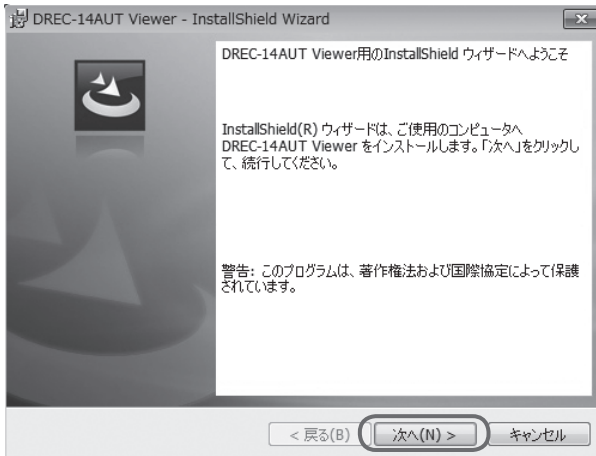 DREC-14AUT Viewer - InstallShield Wizard
DREC-14AUT Viewer用のInstallShield ウィザードへようこそ
InstallShield(R) ウィザードは、ご使用のコンピュータへ
DREC-14AUT Viewer をインストールします。「次へ」をクリックし
て、続行してください。
警告: このプログラムは、著作権法および国際協定によって保護
されています。
< 戻る(B)
次へ(N) >
キャンセル